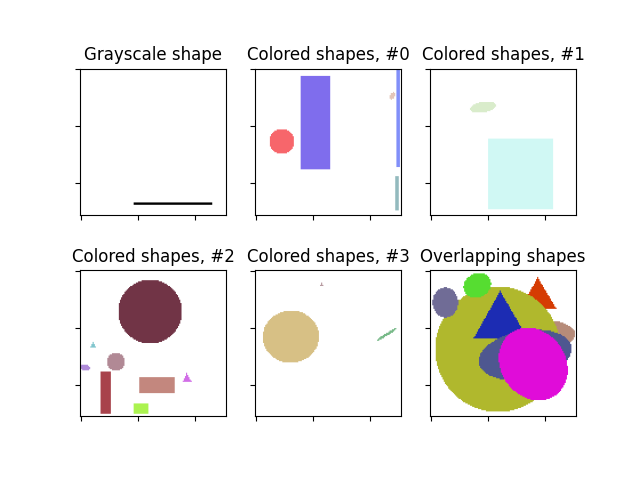 Grayscale shape
Colored shapes, #0
Colored shapes, #1
Colored shapes, #2
Colored shapes, #3
Overlapping shapes